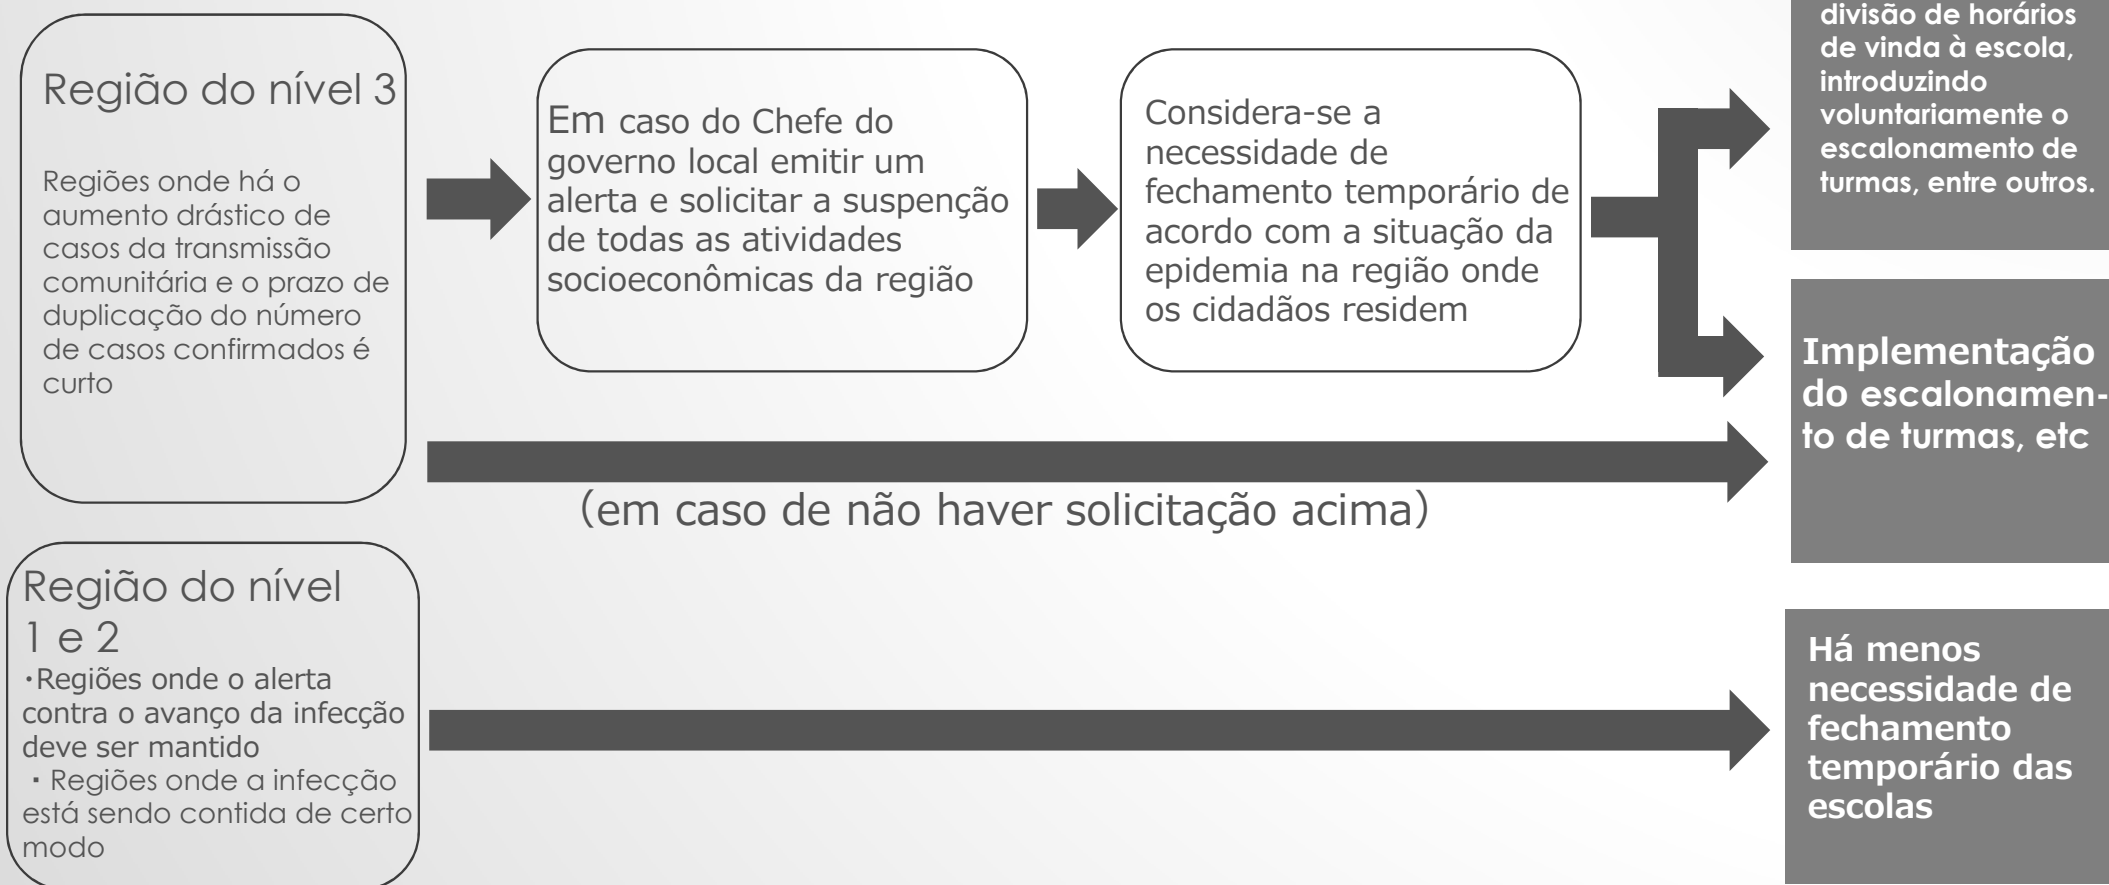 Região do nível 3
Regiões onde há o
aumento drástico de
casos da transmissão
comunitária e o prazo de
duplicação do número
de casos confirmados é
curto
Em caso do Chefe do
governo local emitir um
alerta e solicitar a suspenção
de todas as atividades
socioeconômicas da região
Considera-se a
necessidade de
fechamento temporário de
acordo com a situação da
epidemia na região onde
os cidadãos residem
divisão de horários
de vinda à escola,
introduzindo
voluntariamente o
escalonamento de
turmas, entre outros.
Implementação
do escalonamen-
to de turmas, etc
(em caso de não haver solicitação acima)
Região do nível
1 e 2
・Regiões onde o alerta
contra o avanço da infecção
deve ser mantido
・Regiões onde a infecção
está sendo contida de certo
modo
Há menos
necessidade de
fechamento
temporário das
escolas